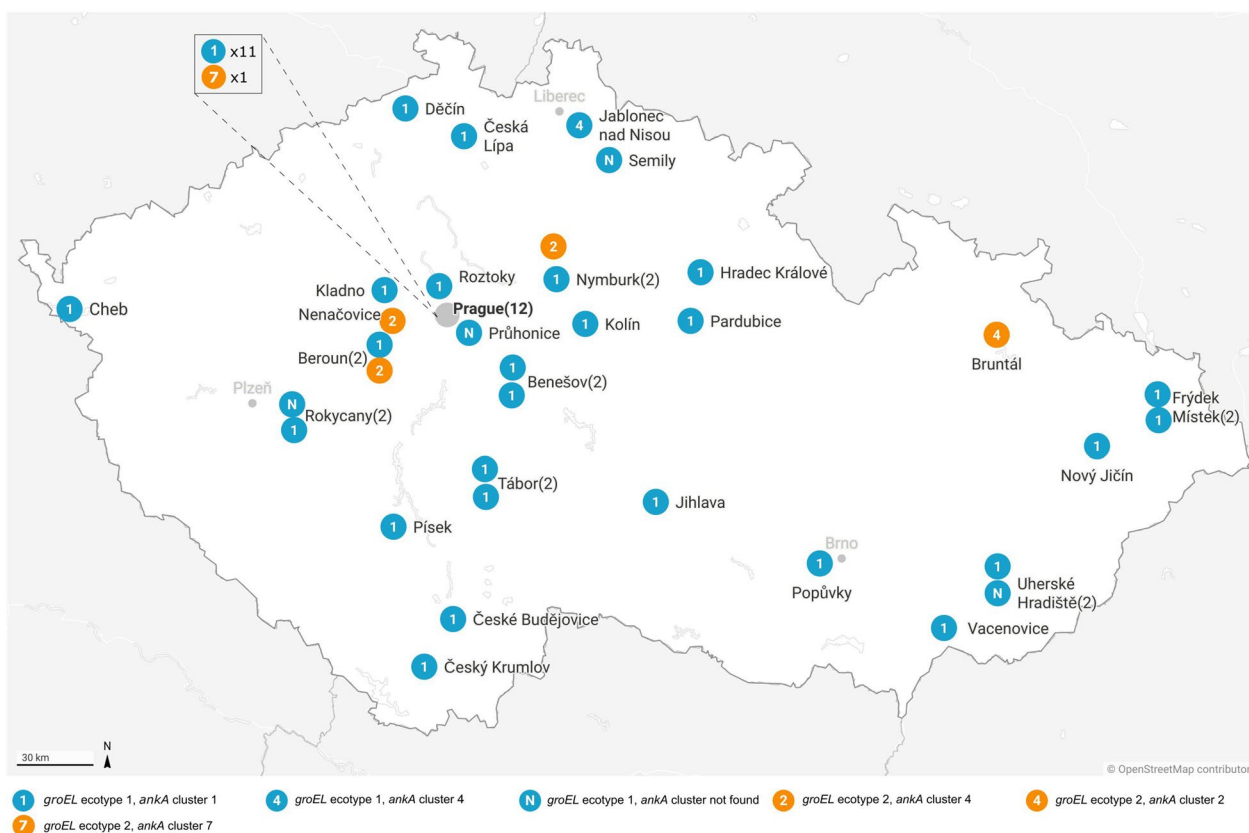 1 x11
7 x1
Liberec
1 Děčín
1 Česká
Lípa
4 Jablonec
nad Nisou
N Semily
2
1 Nymburk(2)
1 Hradec Králové
1 Roztoky
Kladno 1
Nenačovice 2
Prague(12)
N Průhonice
1 Kolín
1 Pardubice
1 Cheb
1
Beroun(2)
2
4
Bruntál
1
Benešov(2)
1
Plzeň
N
Rokycany(2)
1
1 Frýdek
1 Místek(2)
1
Nový Jičín
1
Tábor(2)
1
1 Jihlava
1 Písek
Brno
1
Popůvky
1
N
Uherské
Hradiště(2)
1 Vacenovice
1 České Budějovice
1 Český Krumlov
30 km
N
© OpenStreetMap contributor
1 groEL ecotype 1, ankA cluster 1
4 groEL ecotype 1, ankA cluster 4
N groEL ecotype 1, ankA cluster not found
2 groEL ecotype 2, ankA cluster 4
4 groEL ecotype 2, ankA cluster 2
7 groEL ecotype 2, ankA cluster 7